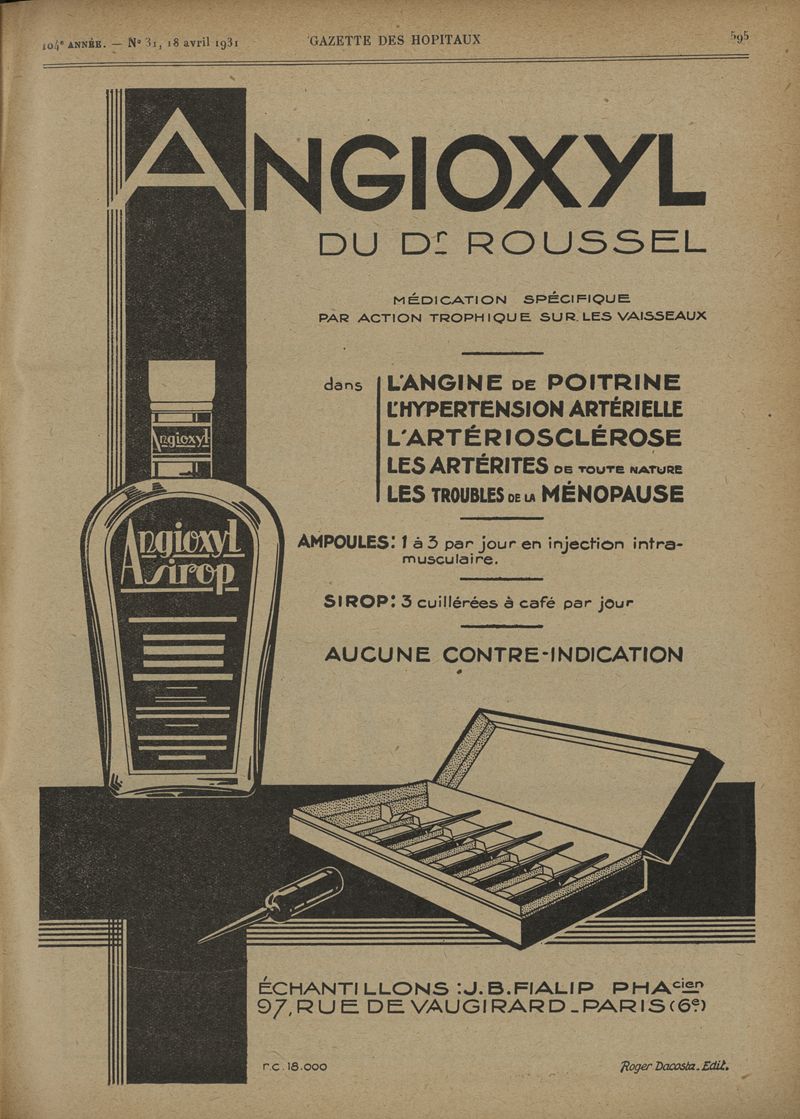 104e ANNÉE. — No 31, 18 avril 1931 GAZETTE DES HOPITAUX 595
ANGIOXYL
DU Dr ROUSSEL
MÉDICATION SPÉCIFIQUE
PAR ACTION TROPHIQUE SUR LES VAISSEAUX
dans L'ANGINE DE POITRINE
L'HYPERTENSION ARTÉRIELLE
L'ARTÉRIOSCLÉROSE
LES ARTÉRITES DE TOUTE NATURE
LES TROUBLES DE LA MÉNOPAUSE
Angioxyl
Angioxyl
sirop
AMPOULES: 1 à 3 par jour en injection intra-
musculaire.
SIROP: 3 cuillérées à café par jour
AUCUNE CONTRE-INDICATION
ÉCHANTILLONS : J. B. FIALIP PHAcien
97, RUE DE VAUGIRARD - PARIS (6e)
r.c. 18.000
Roger Dacosta. Edit.